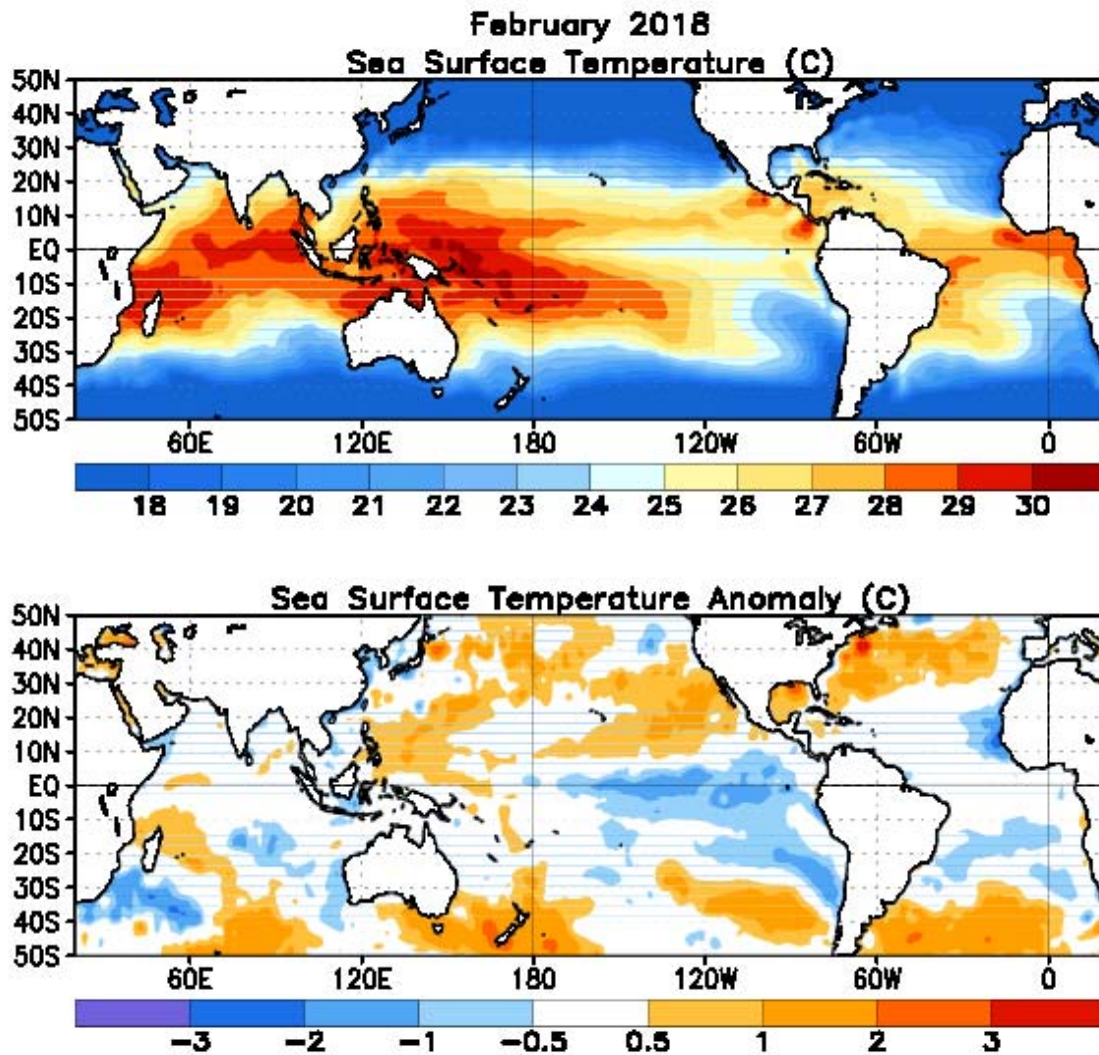 February 2018
Sea Surface Temperature (C)
50N
40N
30N
20N
10N
EQ
10S
20S
30S
40S
50S
60E 120E 180 120W 60W 0
18 19 20 21 22 23 24 25 26 27 28 29 30
Sea Surface Temperature Anomaly (C)
50N
40N
30N
20N
10N
EQ
10S
20S
30S
40S
50S
60E 120E 180 120W 60W 0
-3 -2 -1 -0.5 0.5 1 2 3